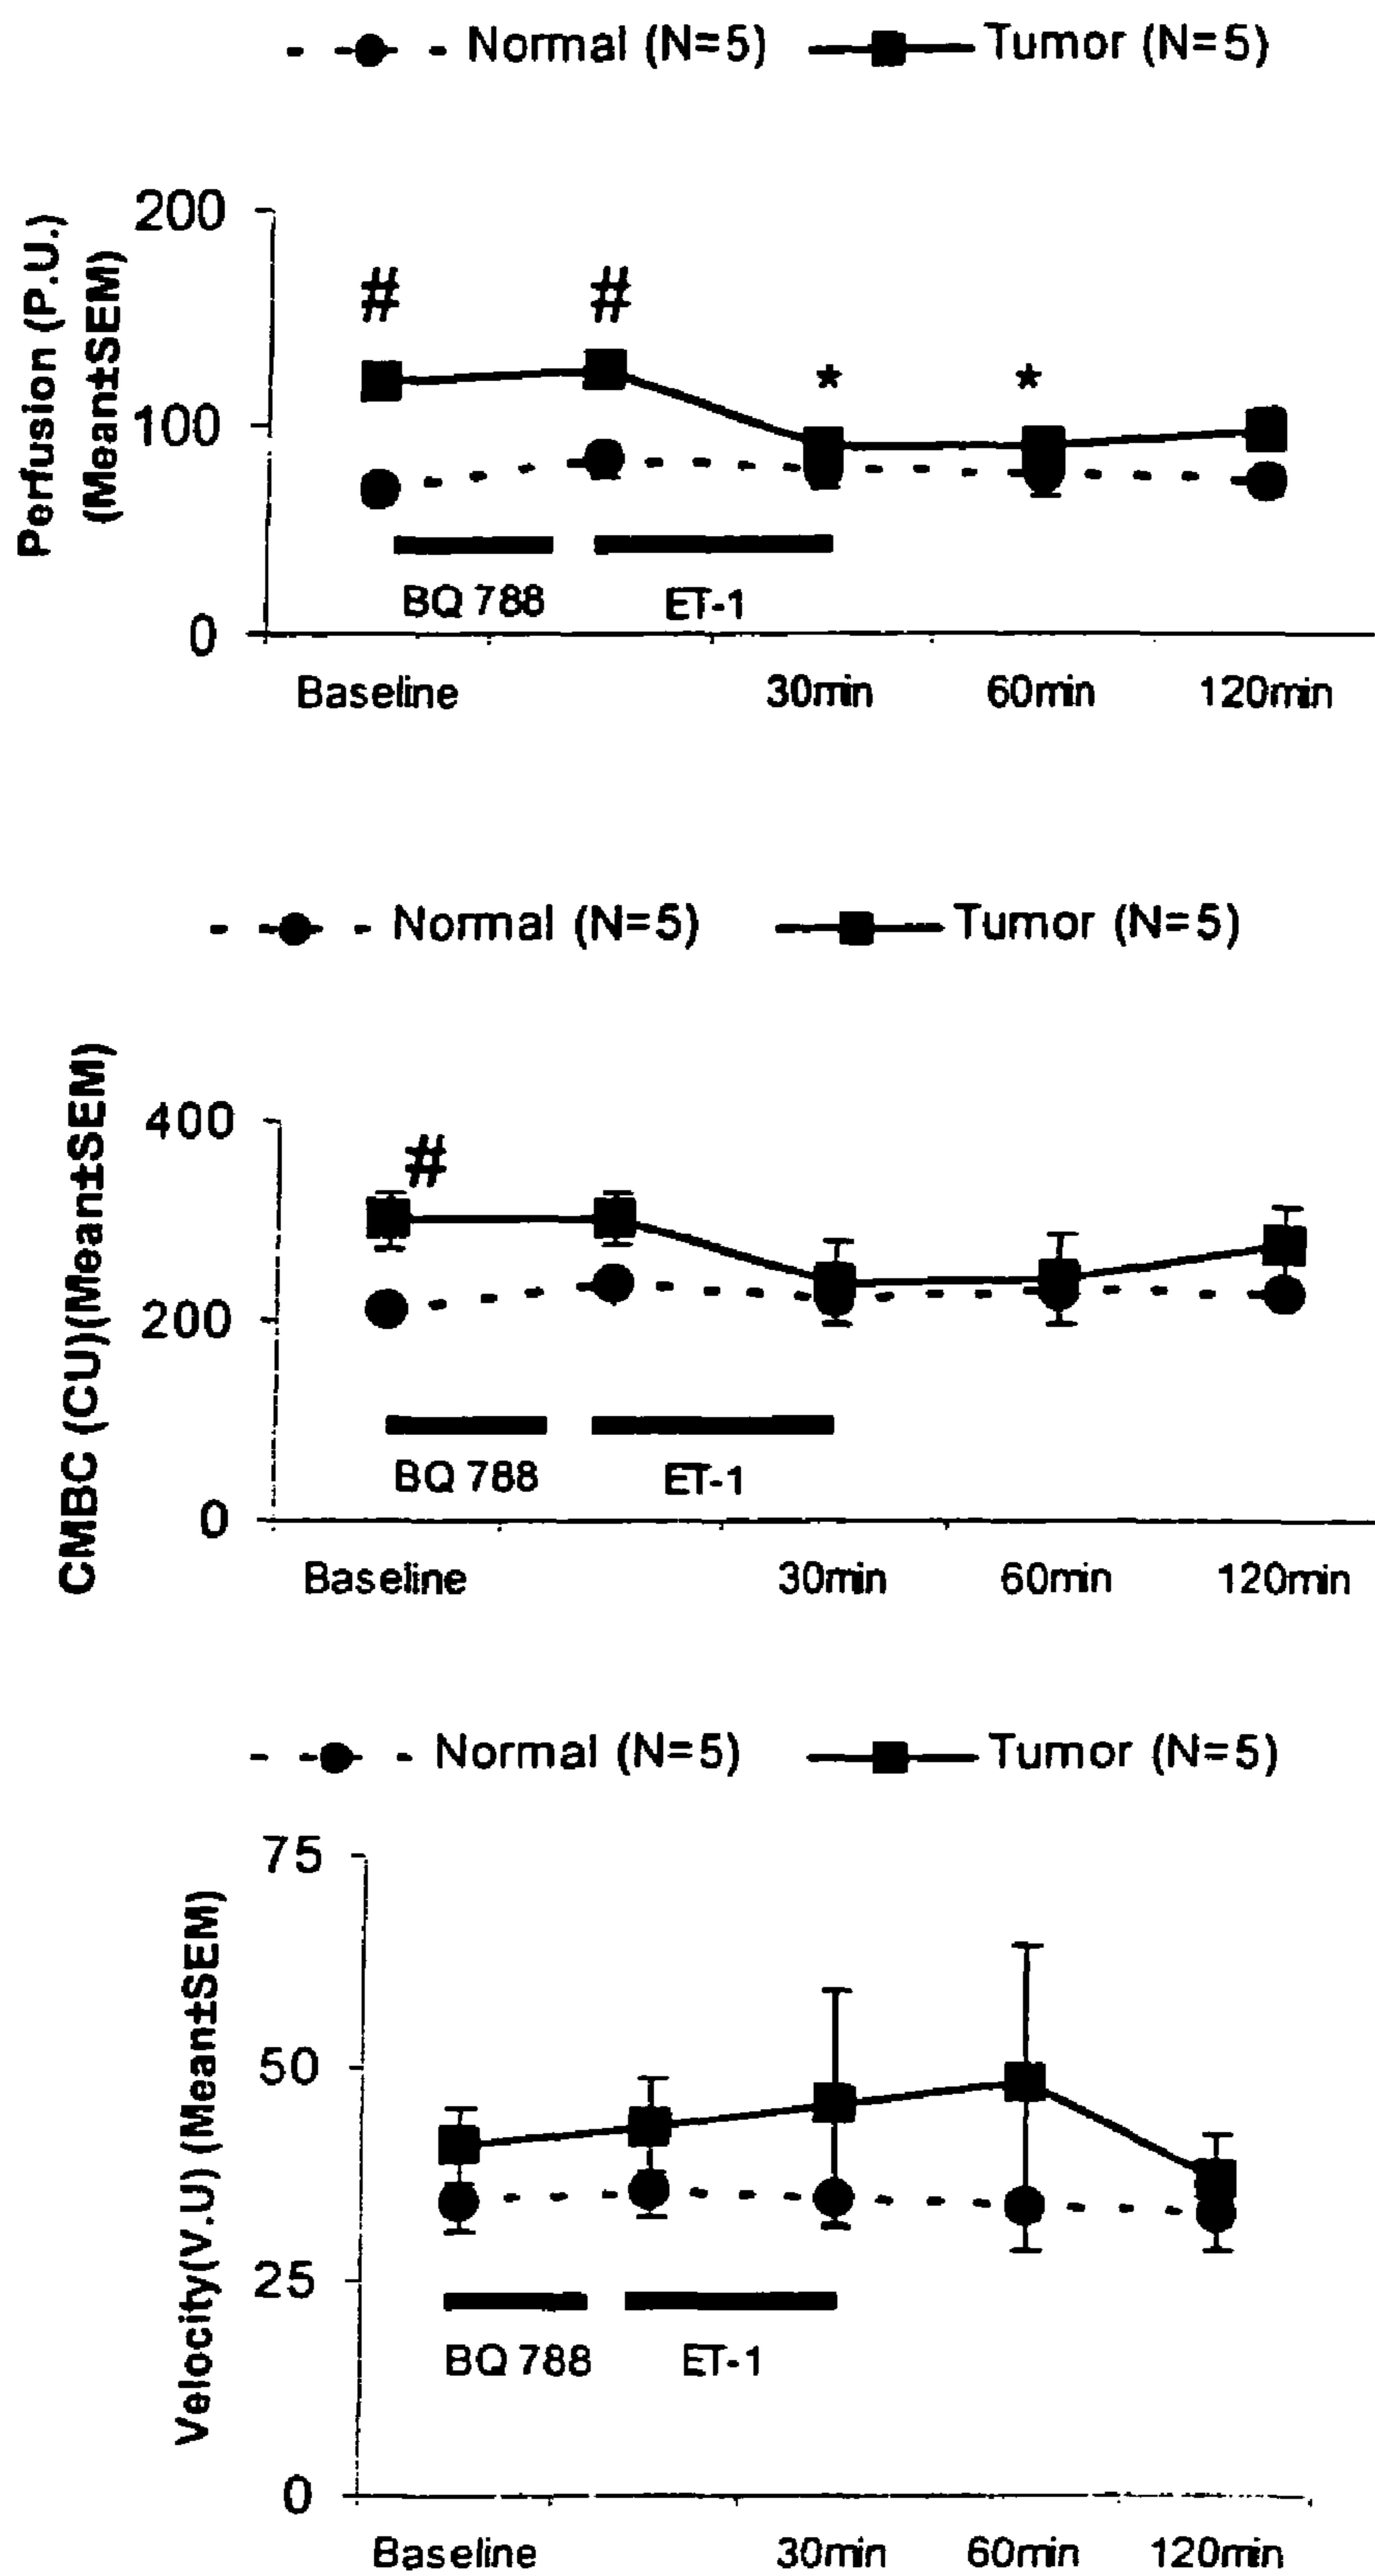 Normal (N=5) Tumor (N=5)
Perfusion (P.U.)
(Mean±SEM)
200
# #
* *
100
BQ 788 ET-1
0
Baseline 30min 60min 120min
Normal (N=5) Tumor (N=5)
CMBC (CU)(Mean±SEM)
400
#
200
BQ 788 ET-1
0
Baseline 30min 60min 120min
Normal (N=5) Tumor (N=5)
Velocity(V.U) (Mean±SEM)
75
50
25
BQ 788 ET-1
0
Baseline 30min 60min 120min